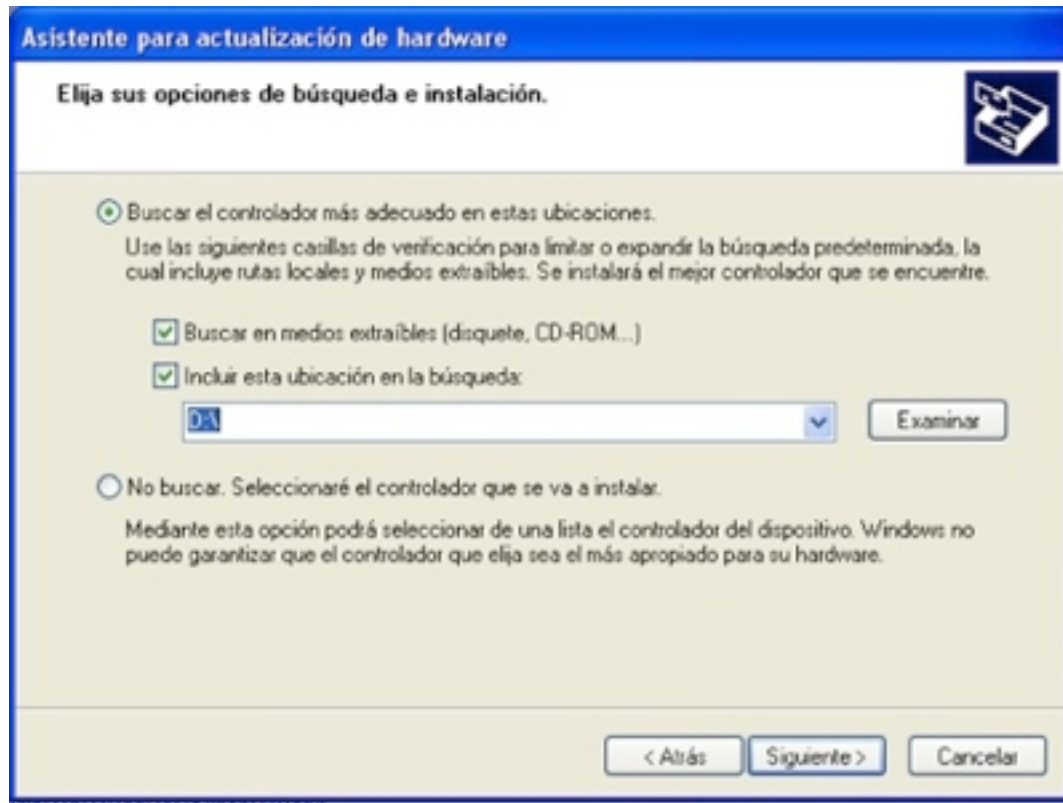 Asistente para actualización de hardware
Elija sus opciones de búsqueda e instalación.
Buscar el controlador más adecuado en estas ubicaciones.
Use las siguientes casillas de verificación para limitar o expandir la búsqueda predeterminada, la
cual incluye rutas locales y medios extraíbles. Se instalará el mejor controlador que se encuentre.
Buscar en medios extraíbles (disquete, CD-ROM...)
Incluir esta ubicación en la búsqueda:
D:\
Examinar
No buscar. Seleccionaré el controlador que se va a instalar.
Mediante esta opción podrá seleccionar de una lista el controlador del dispositivo. Windows no
puede garantizar que el controlador que elija sea el más apropiado para su hardware.
< Atrás Siguiente > Cancelar